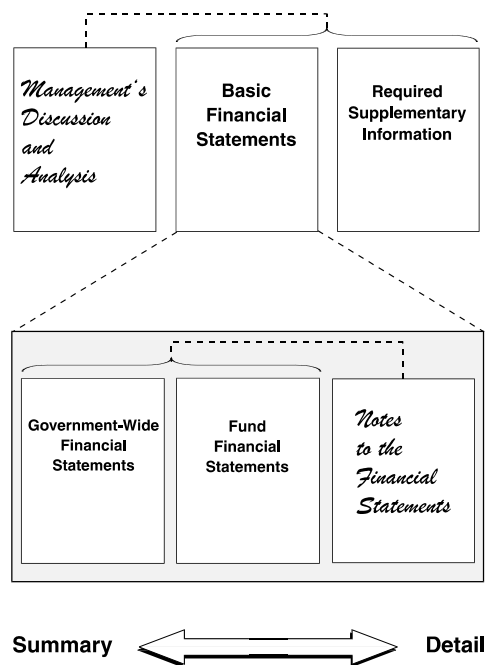 Management's
Discussion
and
Analysis
Basic
Financial
Statements
Required
Supplementary
Information
Government-Wide
Financial
Statements
Fund
Financial
Statements
Notes
to the
Financial
Statements
Summary
Detail